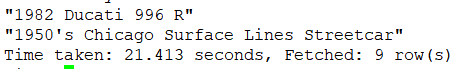 "1982 Ducati 996 R"
"1950's Chicago Surface Lines Streetcar"
Time taken: 21.413 seconds, Fetched: 9 row(s)